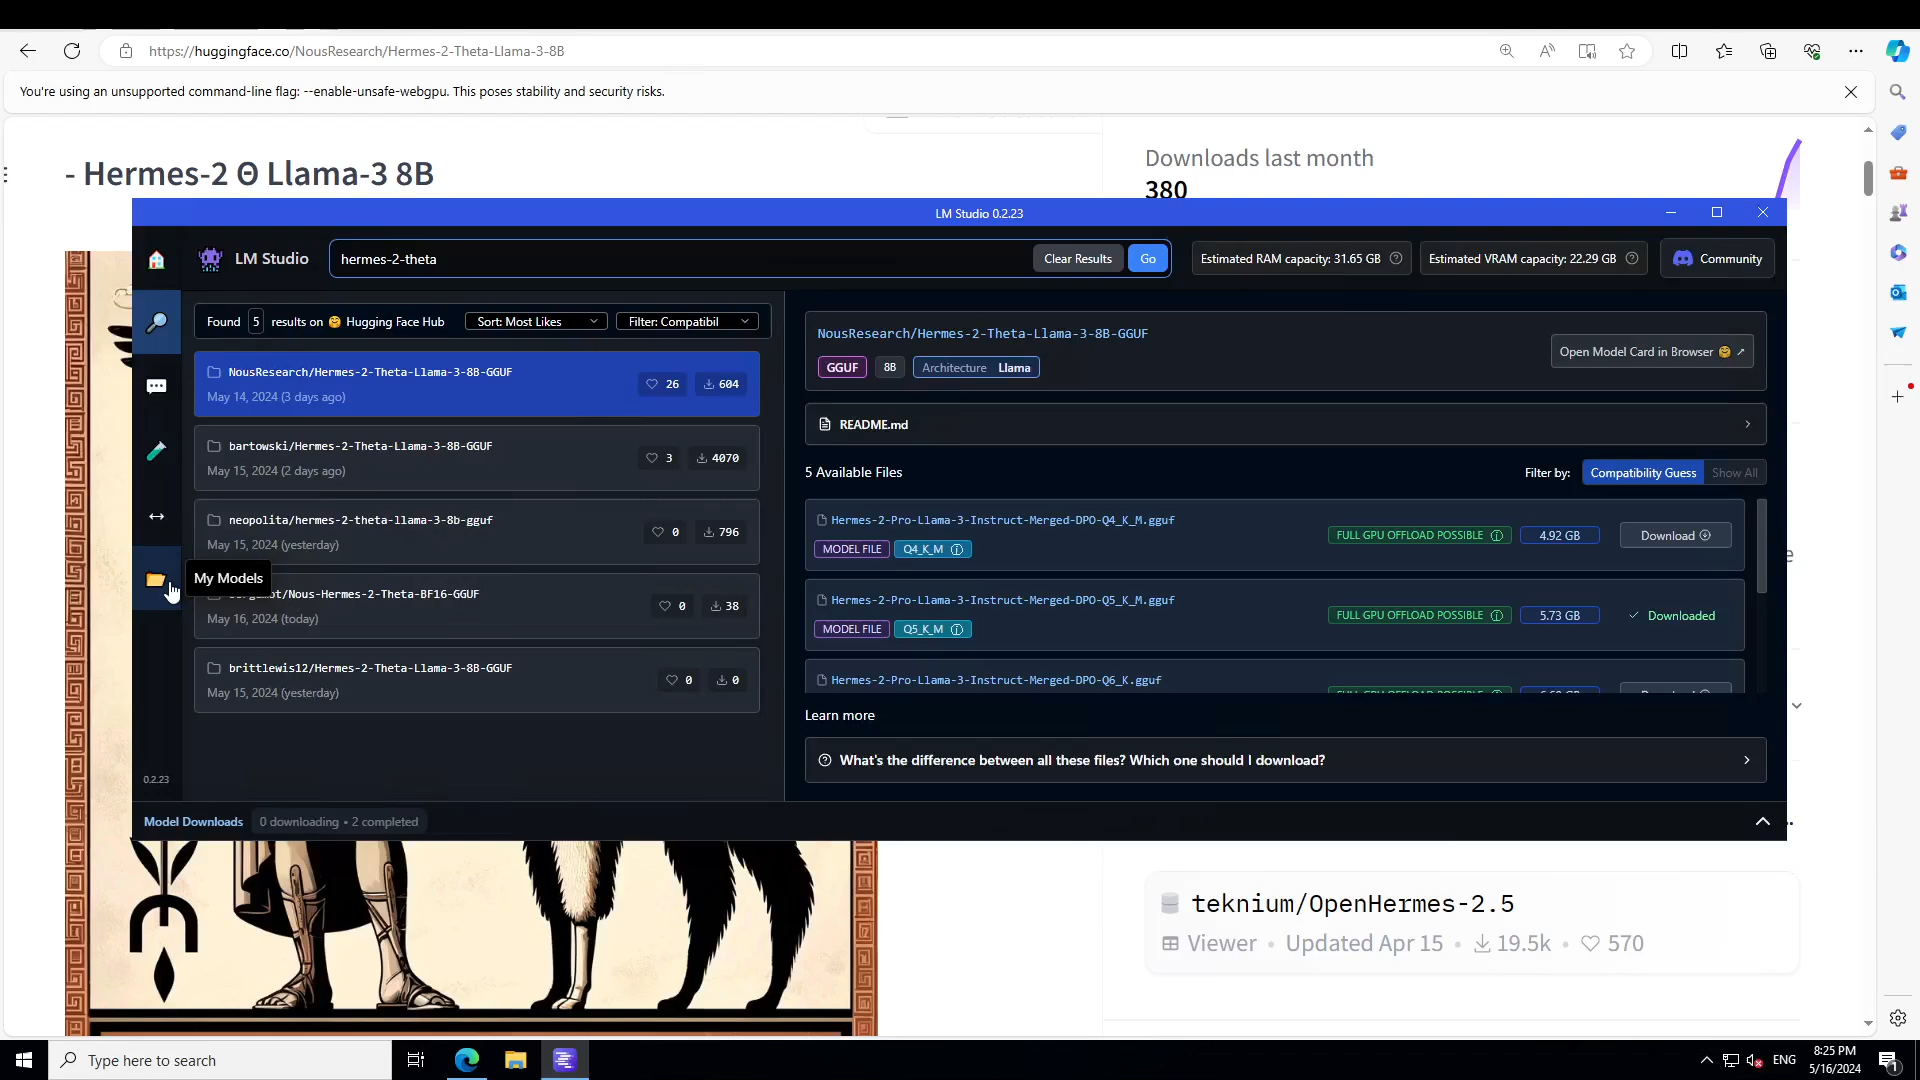 https://huggingface.co/NousResearch/Hermes-2-Theta-Llama-3-8B
You're using an unsupported command-line flag: --enable-unsafe-webgpu. This poses stability and security risks.
- Hermes-2 Θ Llama-3 8B
Downloads last month
380
LM Studio 0.2.23
LM Studio
hermes-2-theta
Clear Results
Go
Estimated RAM capacity: 31.65 GB
Estimated VRAM capacity: 22.29 GB
Community
Found 5 results on 🤗 Hugging Face Hub
Sort: Most Likes
Filter: Compatibil
NousResearch/Hermes-2-Theta-Llama-3-8B-GGUF
May 14, 2024 (3 days ago)
26
604
bartowski/Hermes-2-Theta-Llama-3-8B-GGUF
May 15, 2024 (2 days ago)
3
4070
neopolita/hermes-2-theta-llama-3-8b-gguf
May 15, 2024 (yesterday)
0
796
My Models
/Nous-Hermes-2-Theta-BF16-GGUF
May 16, 2024 (today)
0
38
brittlewis12/Hermes-2-Theta-Llama-3-8B-GGUF
May 15, 2024 (yesterday)
0
0
0.2.23
NousResearch/Hermes-2-Theta-Llama-3-8B-GGUF
GGUF
8B
Architecture Llama
Open Model Card in Browser 🤗 ↗
README.md
5 Available Files
Filter by:
Compatibility Guess
Show All
Hermes-2-Pro-Llama-3-Instruct-Merged-DPO-Q4_K_M.gguf
MODEL FILE
Q4_K_M
FULL GPU OFFLOAD POSSIBLE
4.92 GB
Download
Hermes-2-Pro-Llama-3-Instruct-Merged-DPO-Q5_K_M.gguf
MODEL FILE
Q5_K_M
FULL GPU OFFLOAD POSSIBLE
5.73 GB
Downloaded
Hermes-2-Pro-Llama-3-Instruct-Merged-DPO-Q6_K.gguf
Learn more
What's the difference between all these files? Which one should I download?
Model Downloads
0 downloading • 2 completed
teknium/OpenHermes-2.5
Viewer • Updated Apr 15 • 19.5k • 570
Type here to search
ENG
8:25 PM
5/16/2024
1